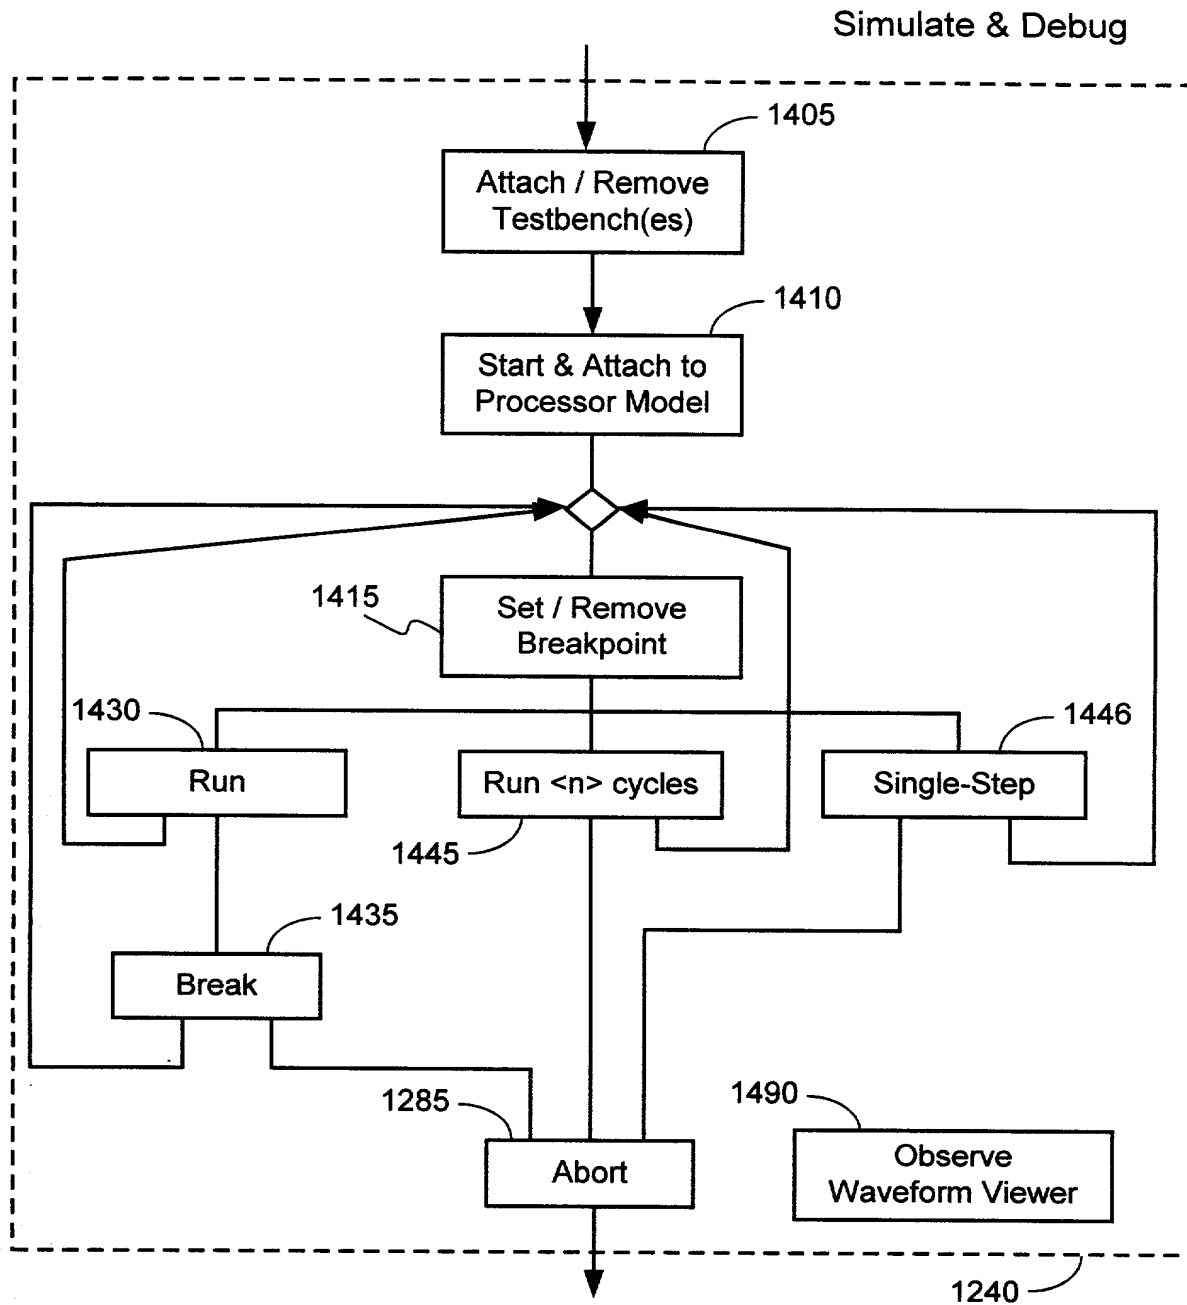 Simulate & Debug
1405
Attach / Remove
Testbench(es)
1410
Start & Attach to
Processor Model
1415
Set / Remove
Breakpoint
1430
Run
1445
Run <n> cycles
1446
Single-Step
1435
Break
1285
Abort
1490
Observe
Waveform Viewer
1240